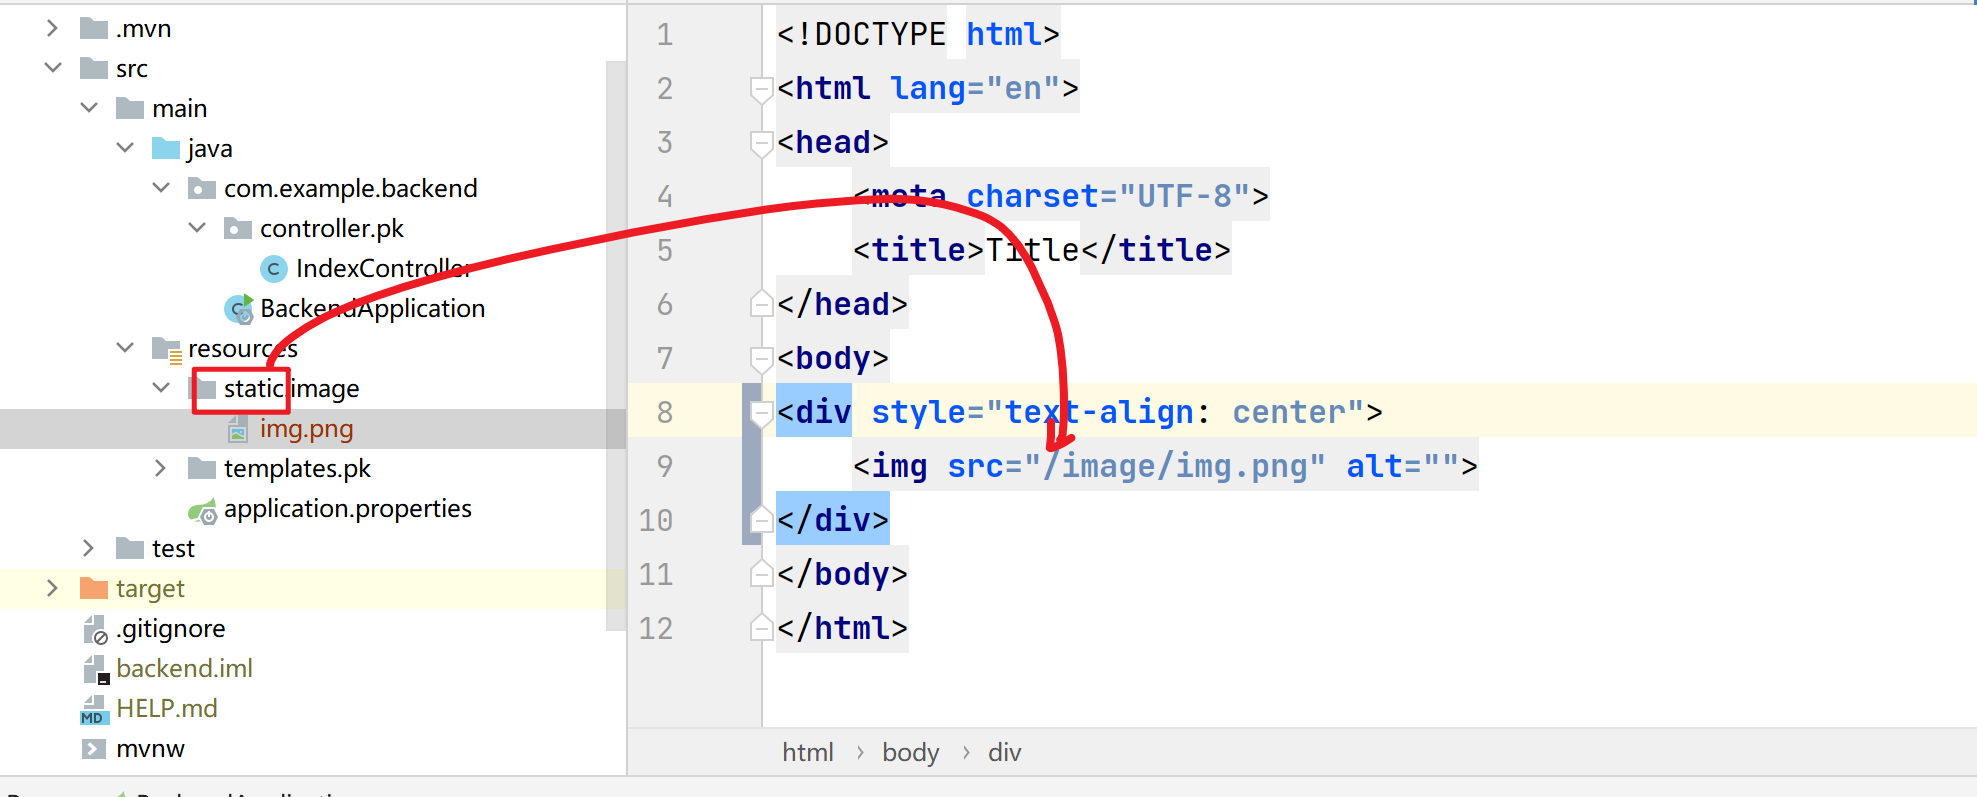 .mvn
src
main
java
com.example.backend
controller.pk
IndexController
BackendApplication
resources
static.image
img.png
templates.pk
application.properties
test
target
.gitignore
backend.iml
HELP.md
mvnw
1 <!DOCTYPE html>
2 <html lang="en">
3 <head>
4 <meta charset="UTF-8">
5 <title>Title</title>
6 </head>
7 <body>
8 <div style="text-align: center">
9 <img src="/image/img.png" alt="">
10 </div>
11 </body>
12 </html>
html › body › div